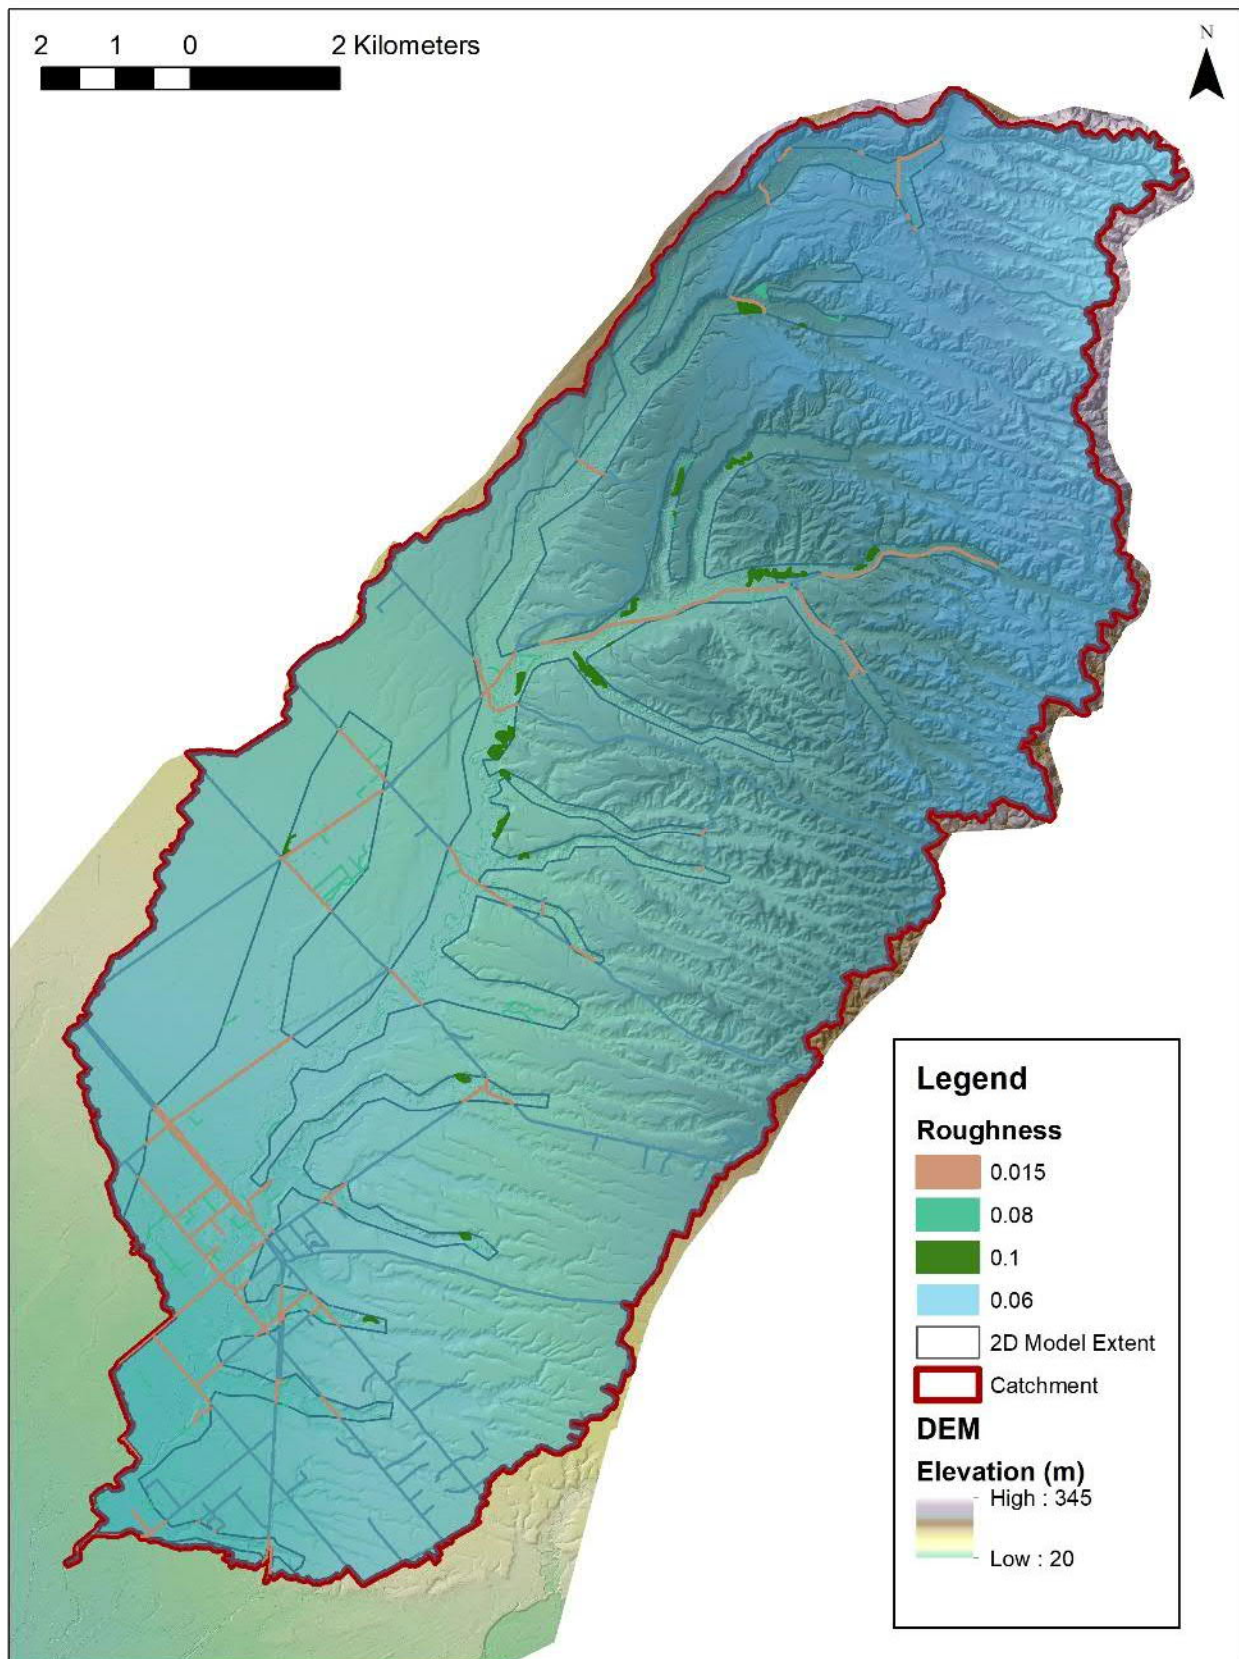 2 1 0 2 Kilometers
N
Legend
Roughness
0.015
0.08
0.1
0.06
2D Model Extent
Catchment
DEM
Elevation (m)
High : 345
Low : 20